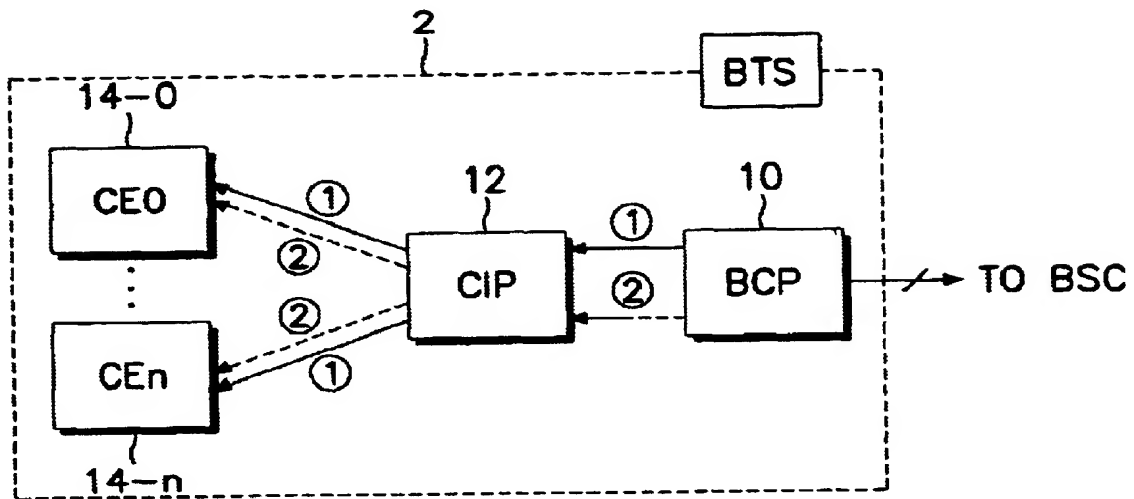 2
BTS
14-0
CE0
①
②
12
CIP
①
②
10
BCP
TO BSC
②
①
CEn
14-n